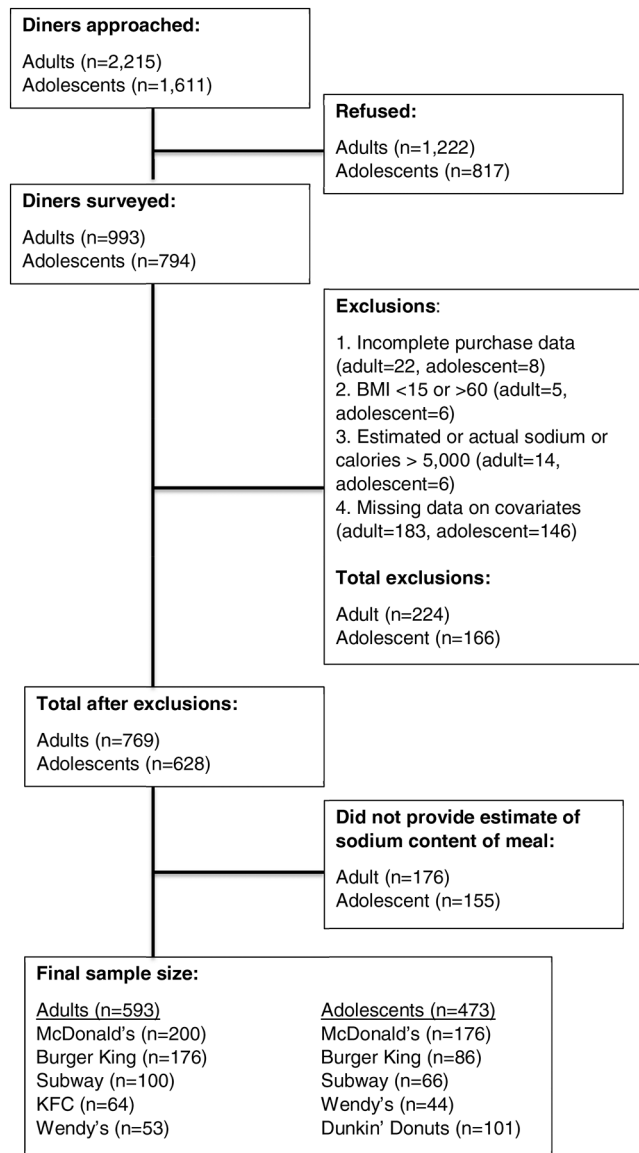 Diners approached:
Adults (n=2,215)
Adolescents (n=1,611)
Refused:
Adults (n=1,222)
Adolescents (n=817)
Diners surveyed:
Adults (n=993)
Adolescents (n=794)
Exclusions:
1. Incomplete purchase data
(adult=22, adolescent=8)
2. BMI <15 or >60 (adult=5,
adolescent=6)
3. Estimated or actual sodium or
calories > 5,000 (adult=14,
adolescent=6)
4. Missing data on covariates
(adult=183, adolescent=146)
Total exclusions:
Adult (n=224)
Adolescent (n=166)
Total after exclusions:
Adults (n=769)
Adolescents (n=628)
Did not provide estimate of
sodium content of meal:
Adult (n=176)
Adolescent (n=155)
Final sample size:
Adults (n=593)
McDonald's (n=200)
Burger King (n=176)
Subway (n=100)
KFC (n=64)
Wendy's (n=53)
Adolescents (n=473)
McDonald's (n=176)
Burger King (n=86)
Subway (n=66)
Wendy's (n=44)
Dunkin' Donuts (n=101)